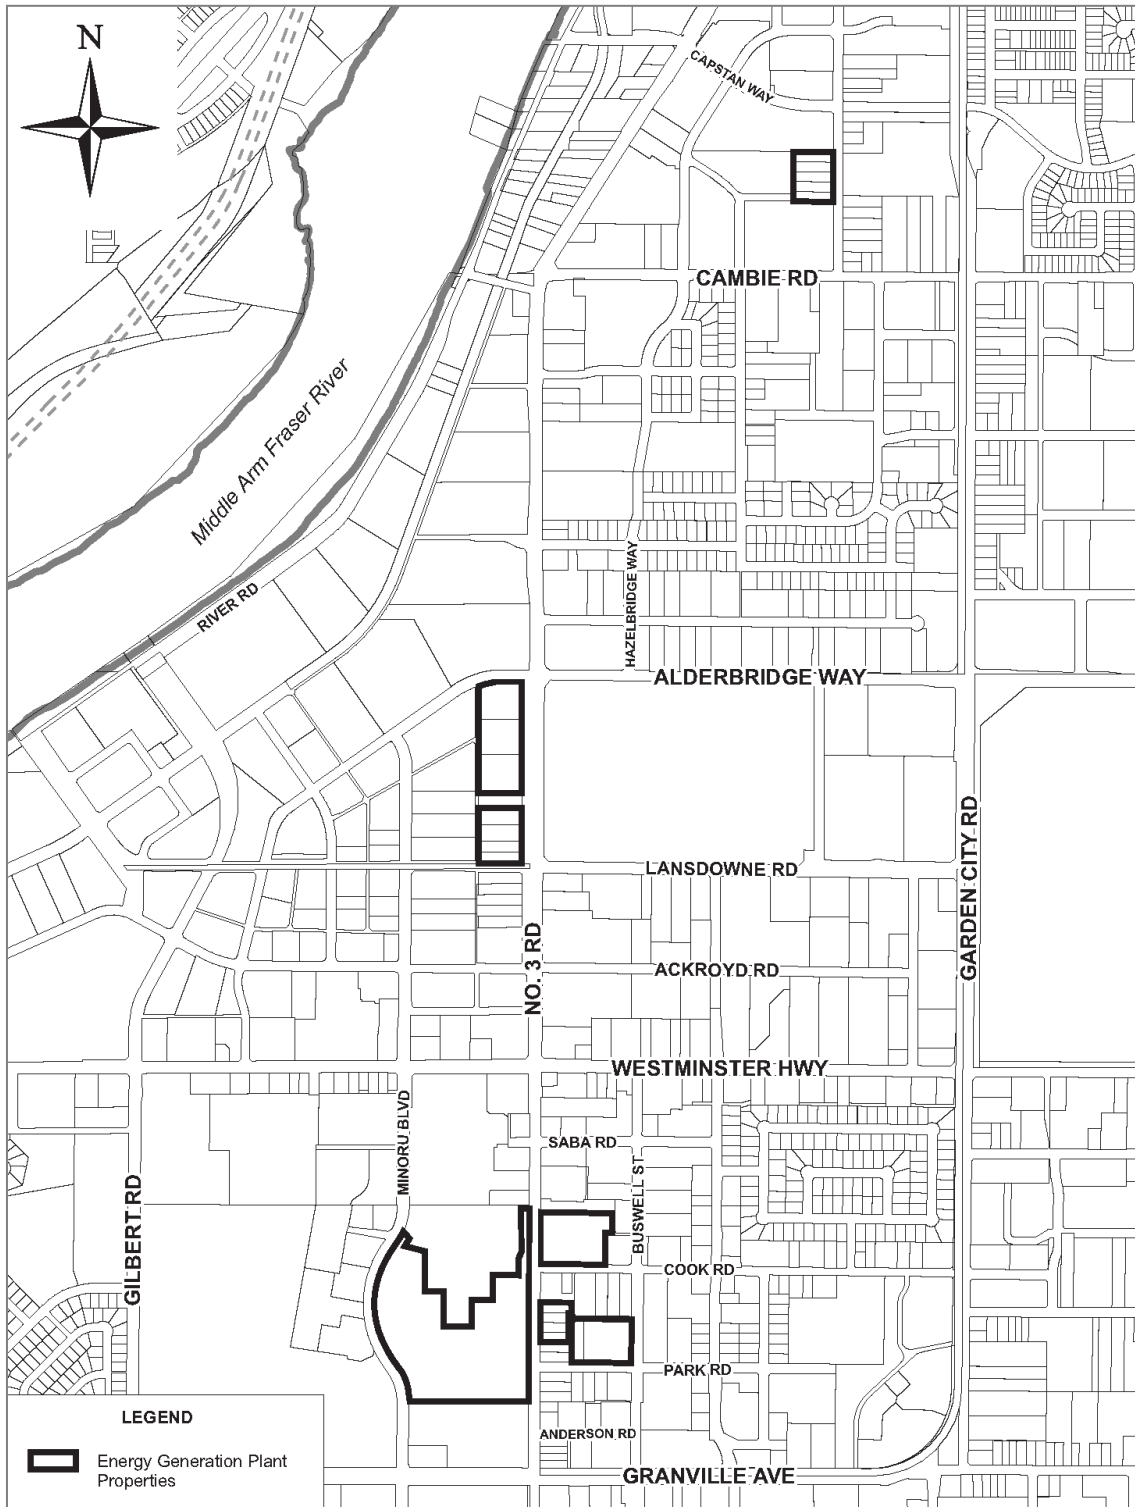 N
CAPSTAN WAY
CAMBIE RD
Middle Arm Fraser River
HAZELBRIDGE WAY
RIVER RD
ALDERBRIDGE WAY
GARDEN CITY RD
LANSDOWNE RD
NO. 3 RD
ACKROYD RD
WESTMINSTER HWY
MINORU BLVD
SABA RD
BUSWELL ST
GILBERT RD
COOK RD
PARK RD
LEGEND
ANDERSON RD
Energy Generation Plant
Properties
GRANVILLE AVE